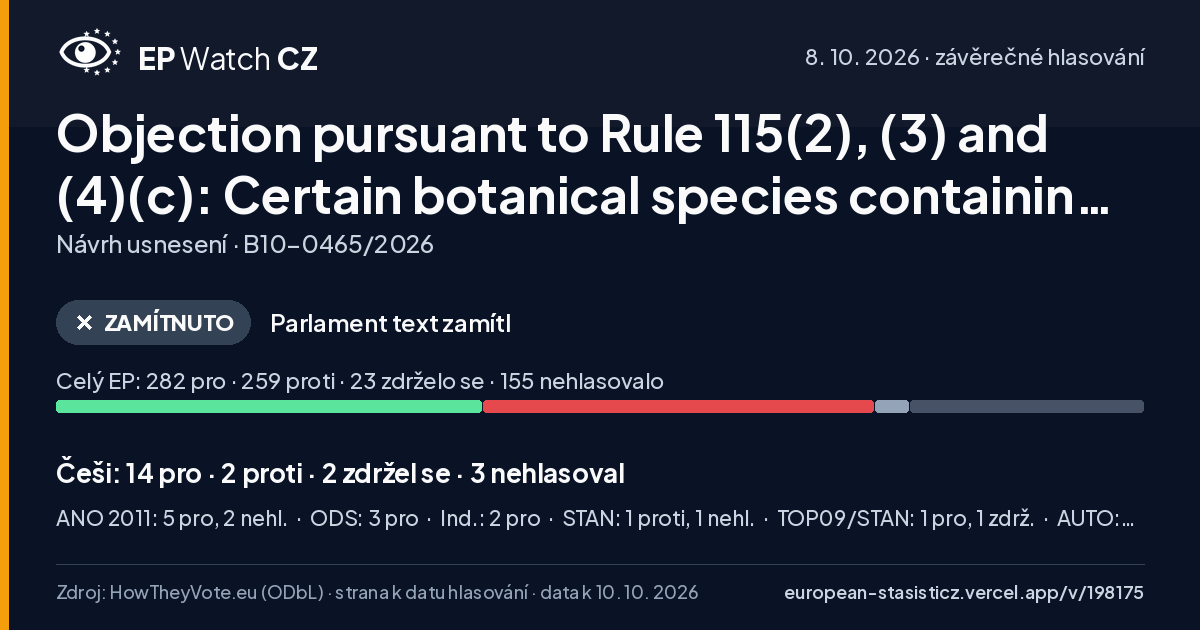 EP Watch CZ
8. 10. 2026 · závěrečné hlasování
Objection pursuant to Rule 115(2), (3) and
(4)(c): Certain botanical species containin…
Návrh usnesení · B10-0465/2026
✕ ZAMÍTNUTO
Parlament text zamítl
Celý EP: 282 pro · 259 proti · 23 zdrželo se · 155 nehlasovalo
Češi: 14 pro · 2 proti · 2 zdržel se · 3 nehlasoval
ANO 2011: 5 pro, 2 nehl. · ODS: 3 pro · Ind.: 2 pro · STAN: 1 proti, 1 nehl. · TOP09/STAN: 1 pro, 1 zdrž. · AUTO:…
Zdroj: HowTheyVote.eu (ODbL) · strana k datu hlasování · data k 10. 10. 2026
european-stasisticz.vercel.app/v/198175